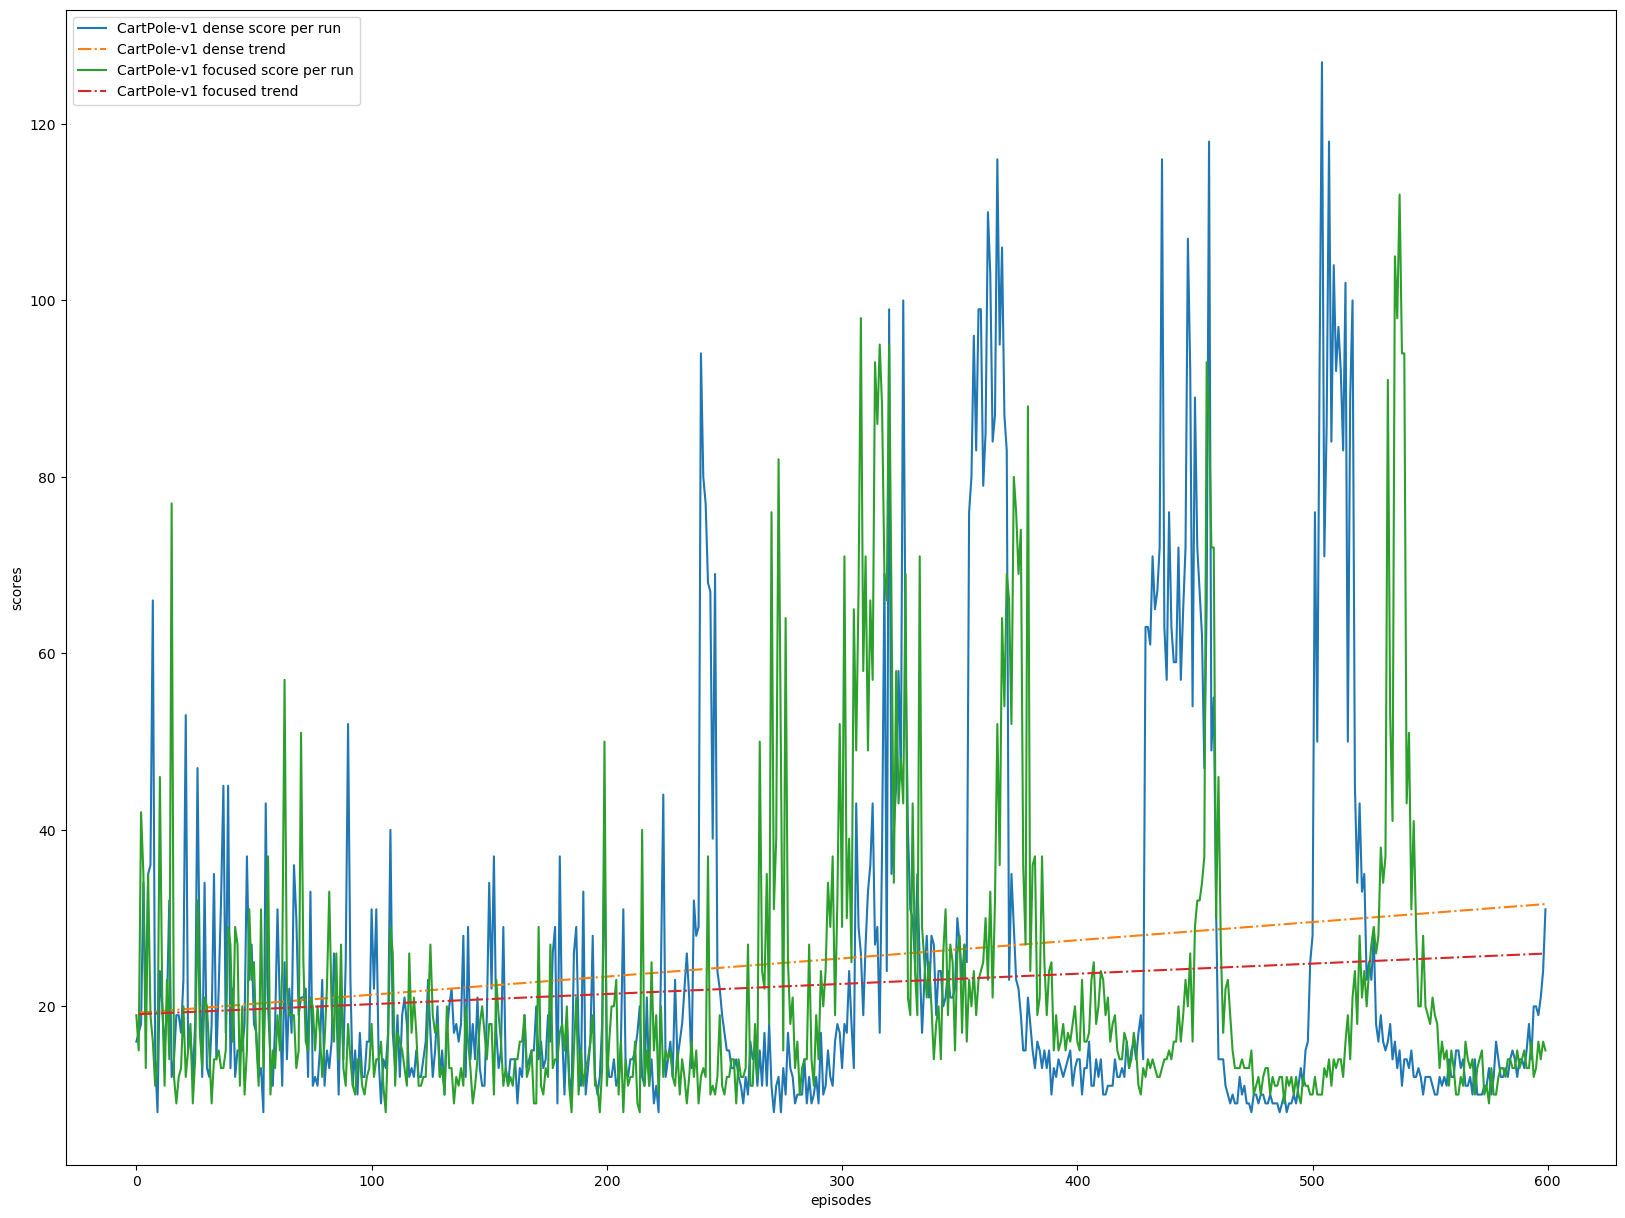 CartPole-v1 dense score per run
CartPole-v1 dense trend
CartPole-v1 focused score per run
CartPole-v1 focused trend
120
100
80
60
40
20
scores
0 100 200 300 400 500 600
episodes